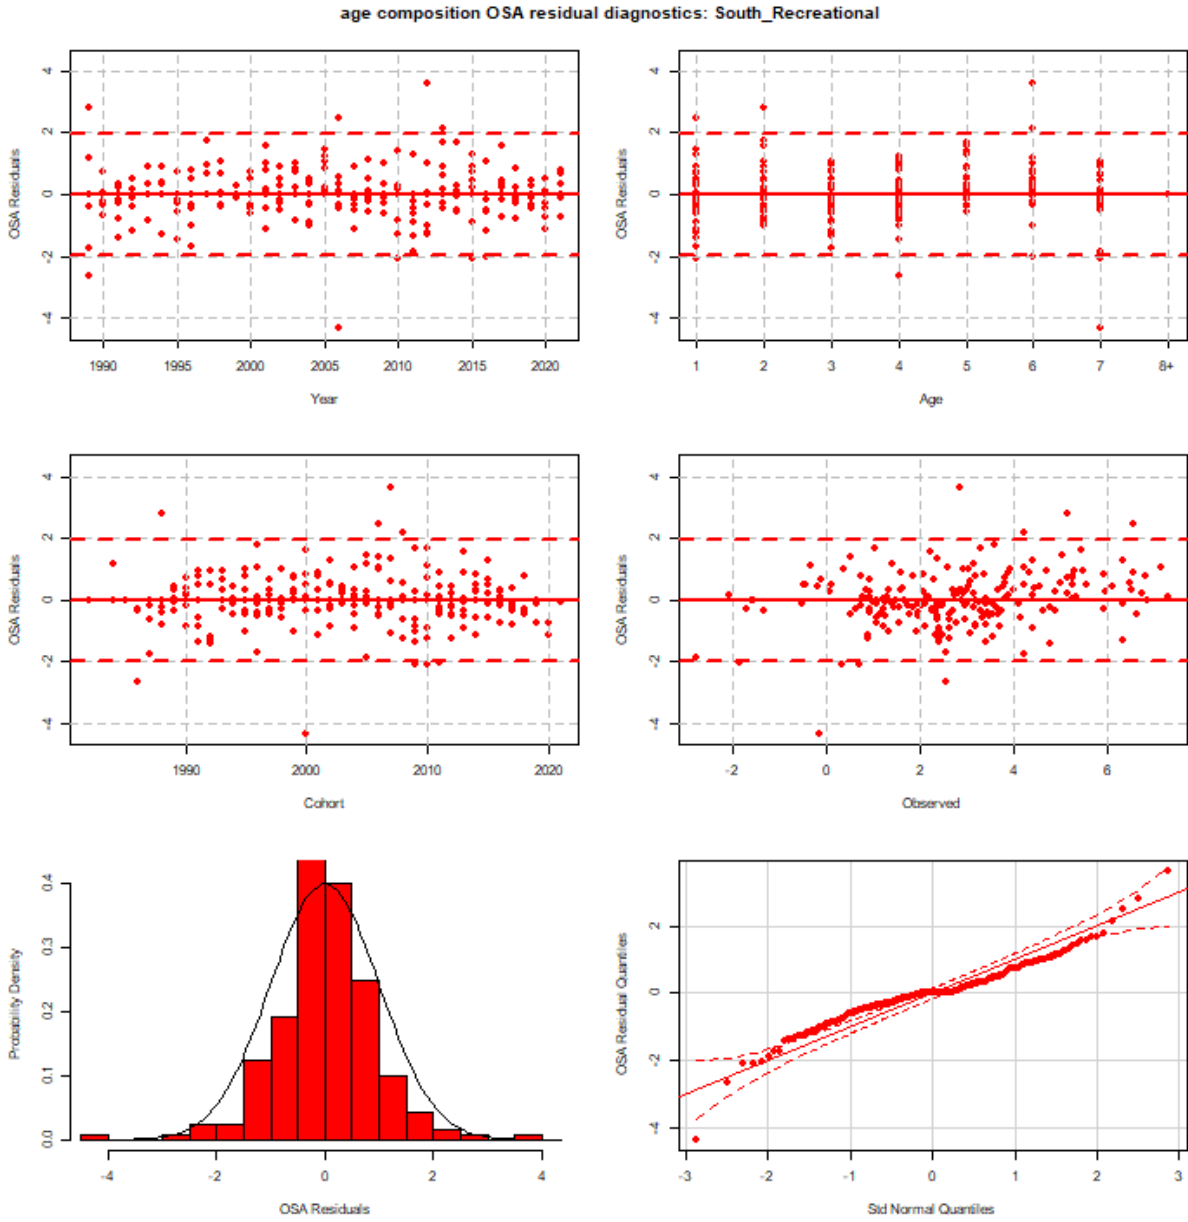 age composition OSA residual diagnostics: South_Recreational
OSA Residuals
4
2
0
-2
-4
1990 1995 2000 2005 2010 2015 2020
Year
OSA Residuals
4
2
0
-2
-4
1 2 3 4 5 6 7 8+
Age
OSA Residuals
4
2
0
-2
-4
1990 2000 2010 2020
Cohort
OSA Residuals
4
2
0
-2
-4
-2 0 2 4 6
Observed
Probability Density
0.4
0.3
0.2
0.1
0.0
-4 -2 0 2 4
OSA Residuals
OSA Residual Quantiles
2
0
-2
-4
-3 -2 -1 0 1 2 3
Std Normal Quantiles